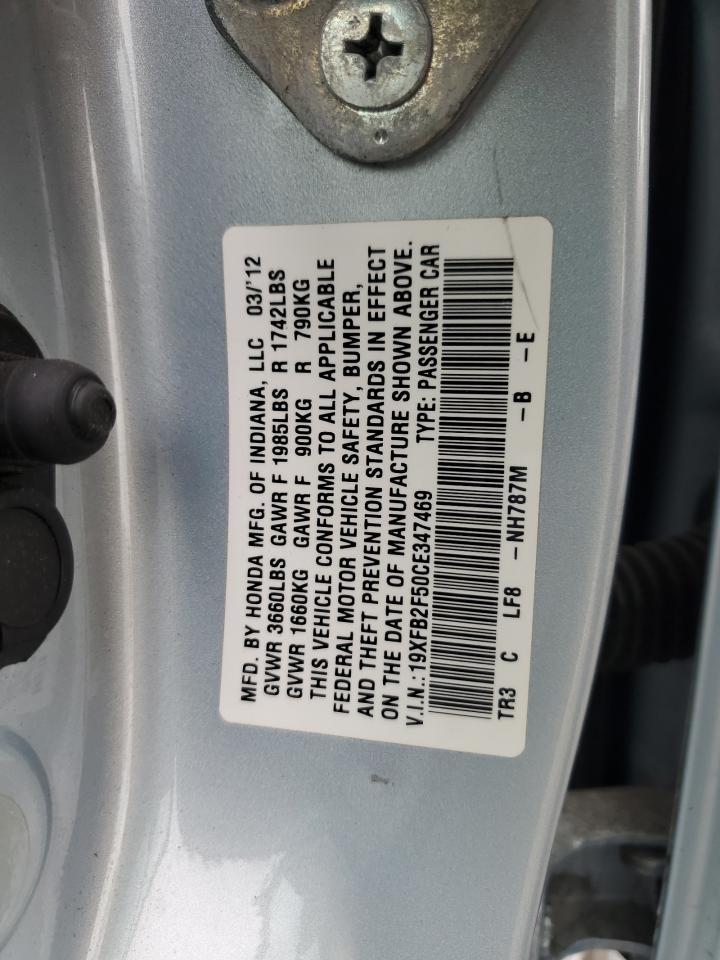 MFD. BY HONDA MFG. OF INDIANA, LLC 03/'12
GVWR 3660LBS GAWR F 1985LBS R 1742LBS
GVWR 1660KG GAWR F 900KG R 790KG
THIS VEHICLE CONFORMS TO ALL APPLICABLE
FEDERAL MOTOR VEHICLE SAFETY, BUMPER,
AND THEFT PREVENTION STANDARDS IN EFFECT
ON THE DATE OF MANUFACTURE SHOWN ABOVE.
V.I.N.:19XFB2F50CE347469 TYPE: PASSENGER CAR
TR3 C LF8 -NH787M -B -E